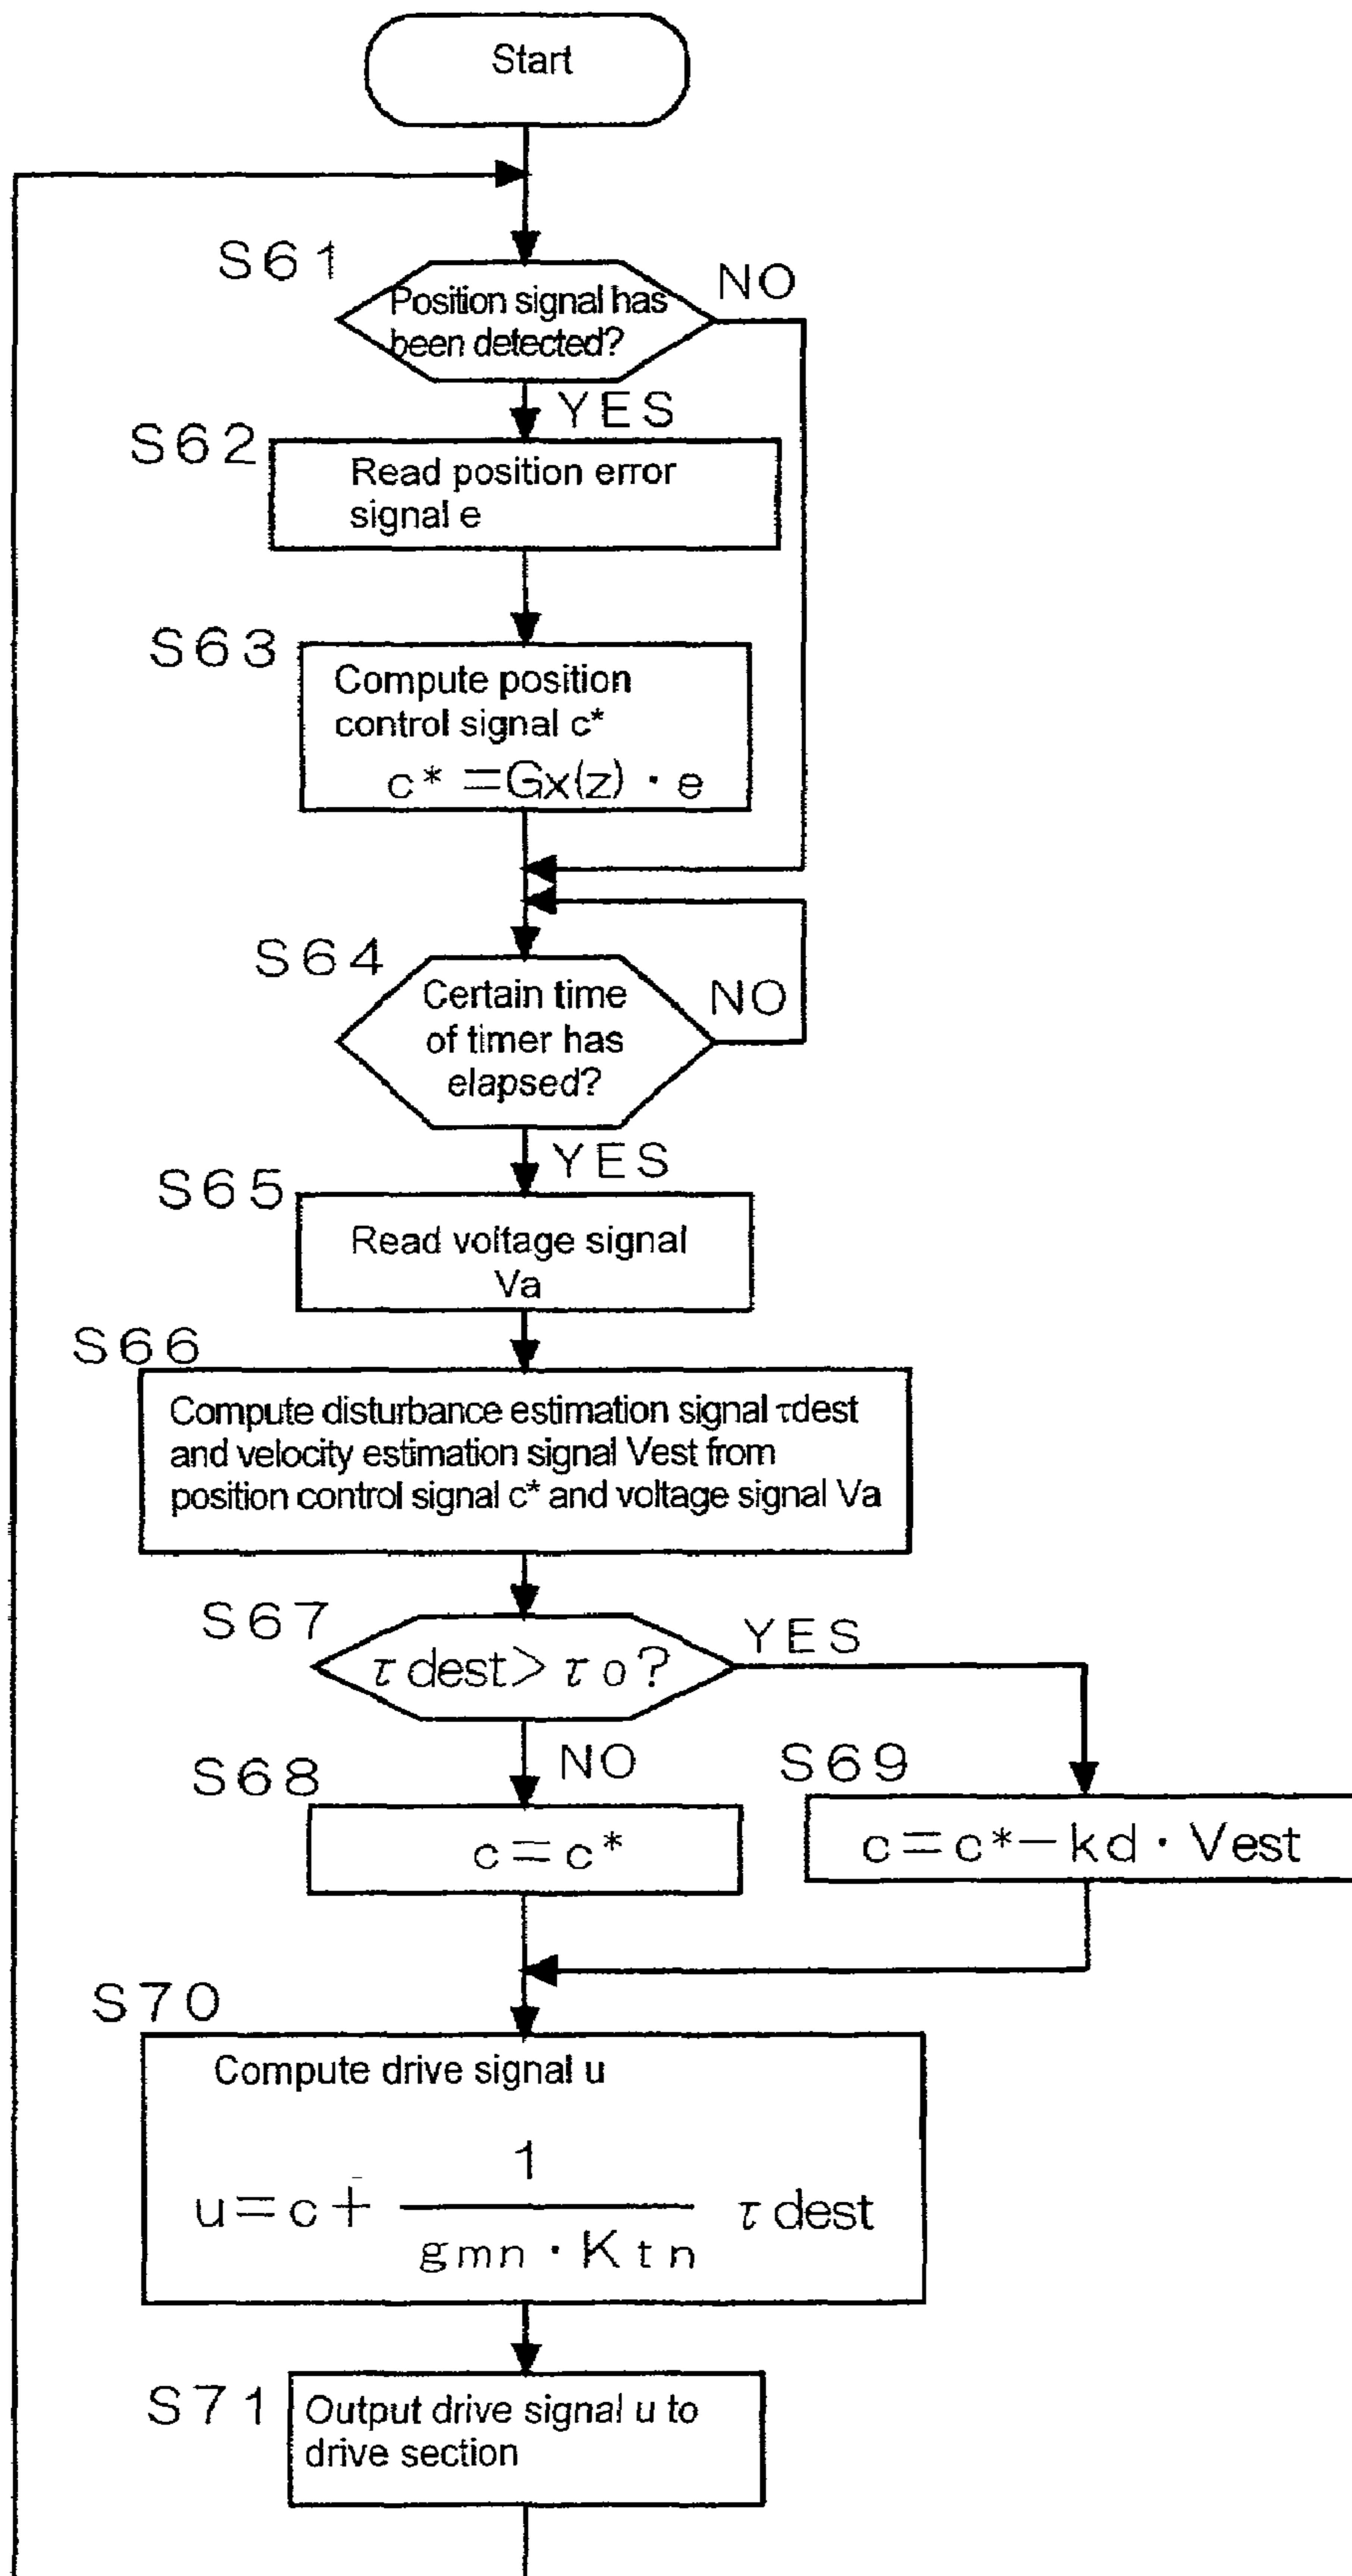 Start
S61
Position signal has
been detected?
NO
YES
S62
Read position error
signal e
S63
Compute position
control signal c*
c*=Gx(z)・e
S64
Certain time
of timer has
elapsed?
NO
YES
S65
Read voltage signal
Va
S66
Compute disturbance estimation signal τdest
and velocity estimation signal Vest from
position control signal c* and voltage signal Va
S67
τdest>τo?
YES
NO
S68
c=c*
S69
c=c*−kd・Vest
S70
Compute drive signal u
1
u=c+ τdest
gmn・Ktn
S71
Output drive signal u to
drive section